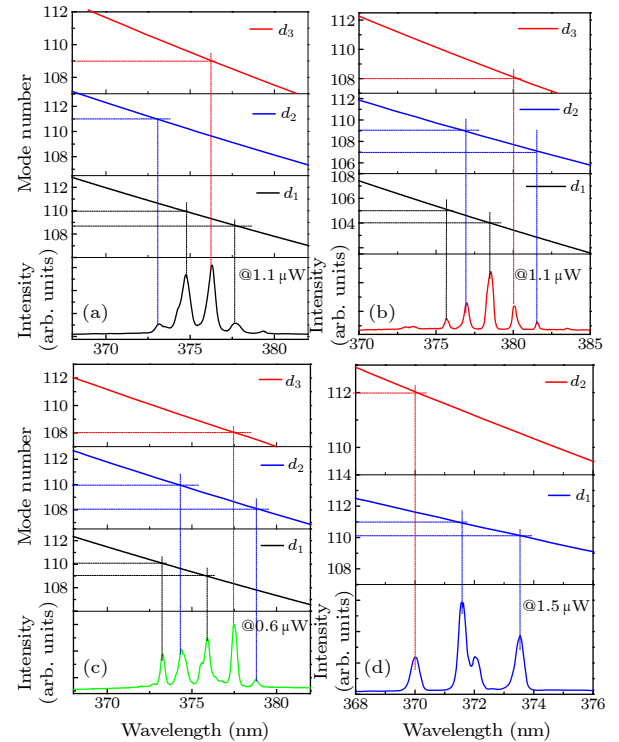 112
110
108
d3
112
110
108
d2
112
110
108
d1
Mode number
Intensity
(arb. units)
@1.1 μW
(a)
370
375
380
112
110
108
d3
112
110
108
106
d2
108
106
104
d1
Intensity
(arb. units)
@1.1 μW
(b)
370
375
380
385
112
110
108
d3
112
110
108
d2
112
110
108
d1
Mode number
Intensity
(arb. units)
@0.6 μW
(c)
370
375
380
Wavelength (nm)
112
110
d2
114
112
110
108
d1
Intensity
(arb. units)
@1.5 μW
(d)
368
370
372
374
376
Wavelength (nm)